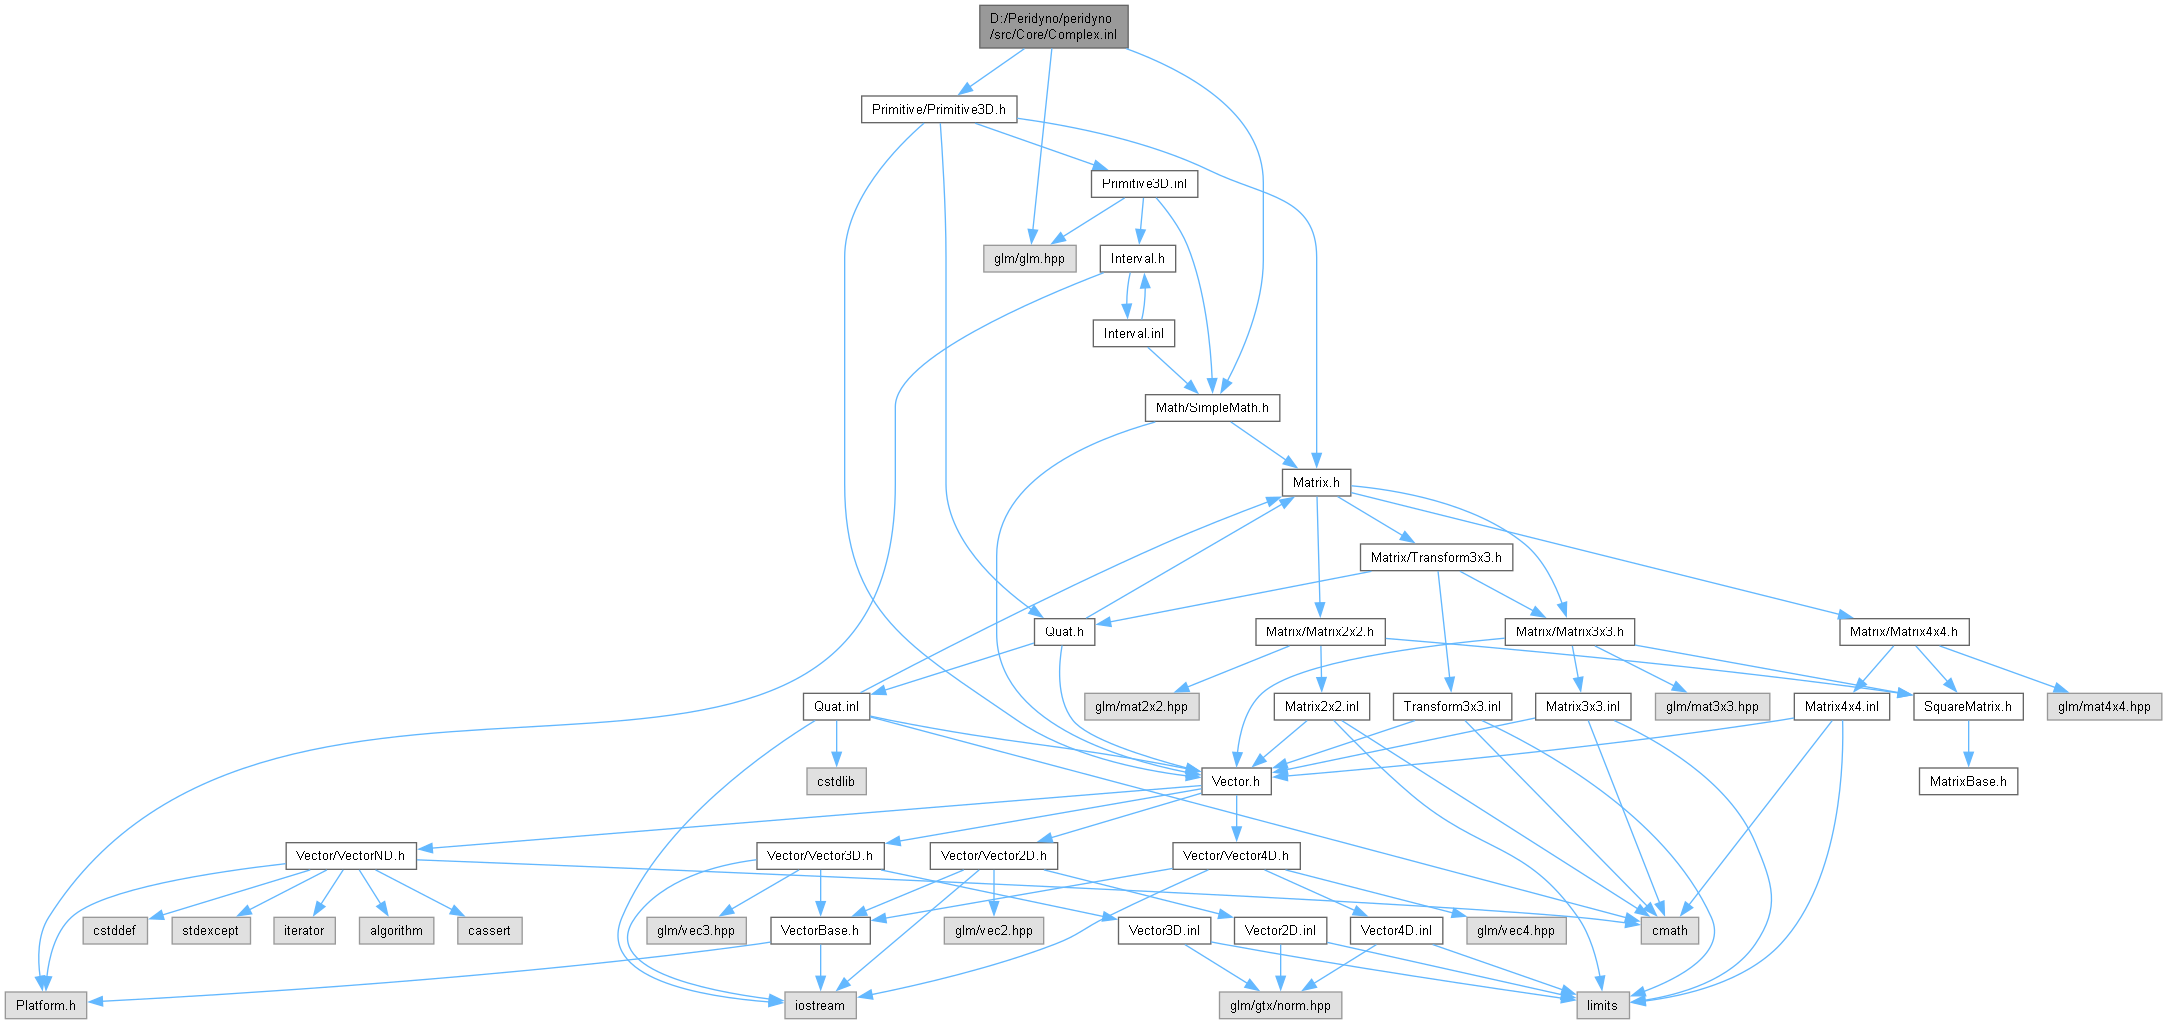 D:/Peridyno/peridyno
/src/Core/Complex.inl
Primitive/Primitive3D.h
Primitive3D.inl
glm/glm.hpp
Interval.h
Interval.inl
Math/SimpleMath.h
Matrix.h
Matrix/Transform3x3.h
Quat.h
Matrix/Matrix2x2.h
Matrix/Matrix3x3.h
Matrix/Matrix4x4.h
Quat.inl
glm/mat2x2.hpp
Matrix2x2.inl
Transform3x3.inl
Matrix3x3.inl
glm/mat3x3.hpp
Matrix4x4.inl
SquareMatrix.h
glm/mat4x4.hpp
cstdlib
Vector.h
MatrixBase.h
Vector/VectorND.h
Vector/Vector3D.h
Vector/Vector2D.h
Vector/Vector4D.h
cstddef
stdexcept
iterator
algorithm
cassert
glm/vec3.hpp
VectorBase.h
glm/vec2.hpp
Vector3D.inl
Vector2D.inl
Vector4D.inl
glm/vec4.hpp
cmath
Platform.h
iostream
glm/gtx/norm.hpp
limits